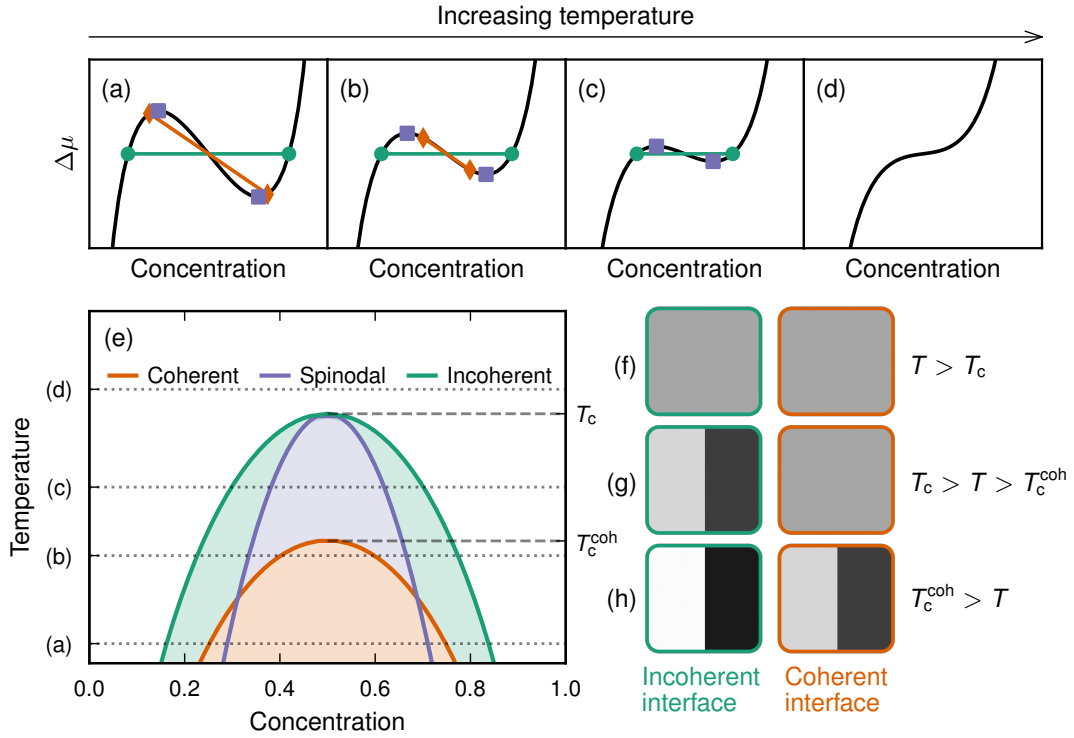 Increasing temperature
(a)
(b)
(c)
(d)
Δμ
Concentration
Concentration
Concentration
Concentration
(e)
Coherent
Spinodal
Incoherent
(d)
(c)
(b)
(a)
Temperature
T_c
T_c^coh
0.0
0.2
0.4
0.6
0.8
1.0
Concentration
(f)
T > T_c
(g)
T_c > T > T_c^coh
(h)
T_c^coh > T
Incoherent
interface
Coherent
interface